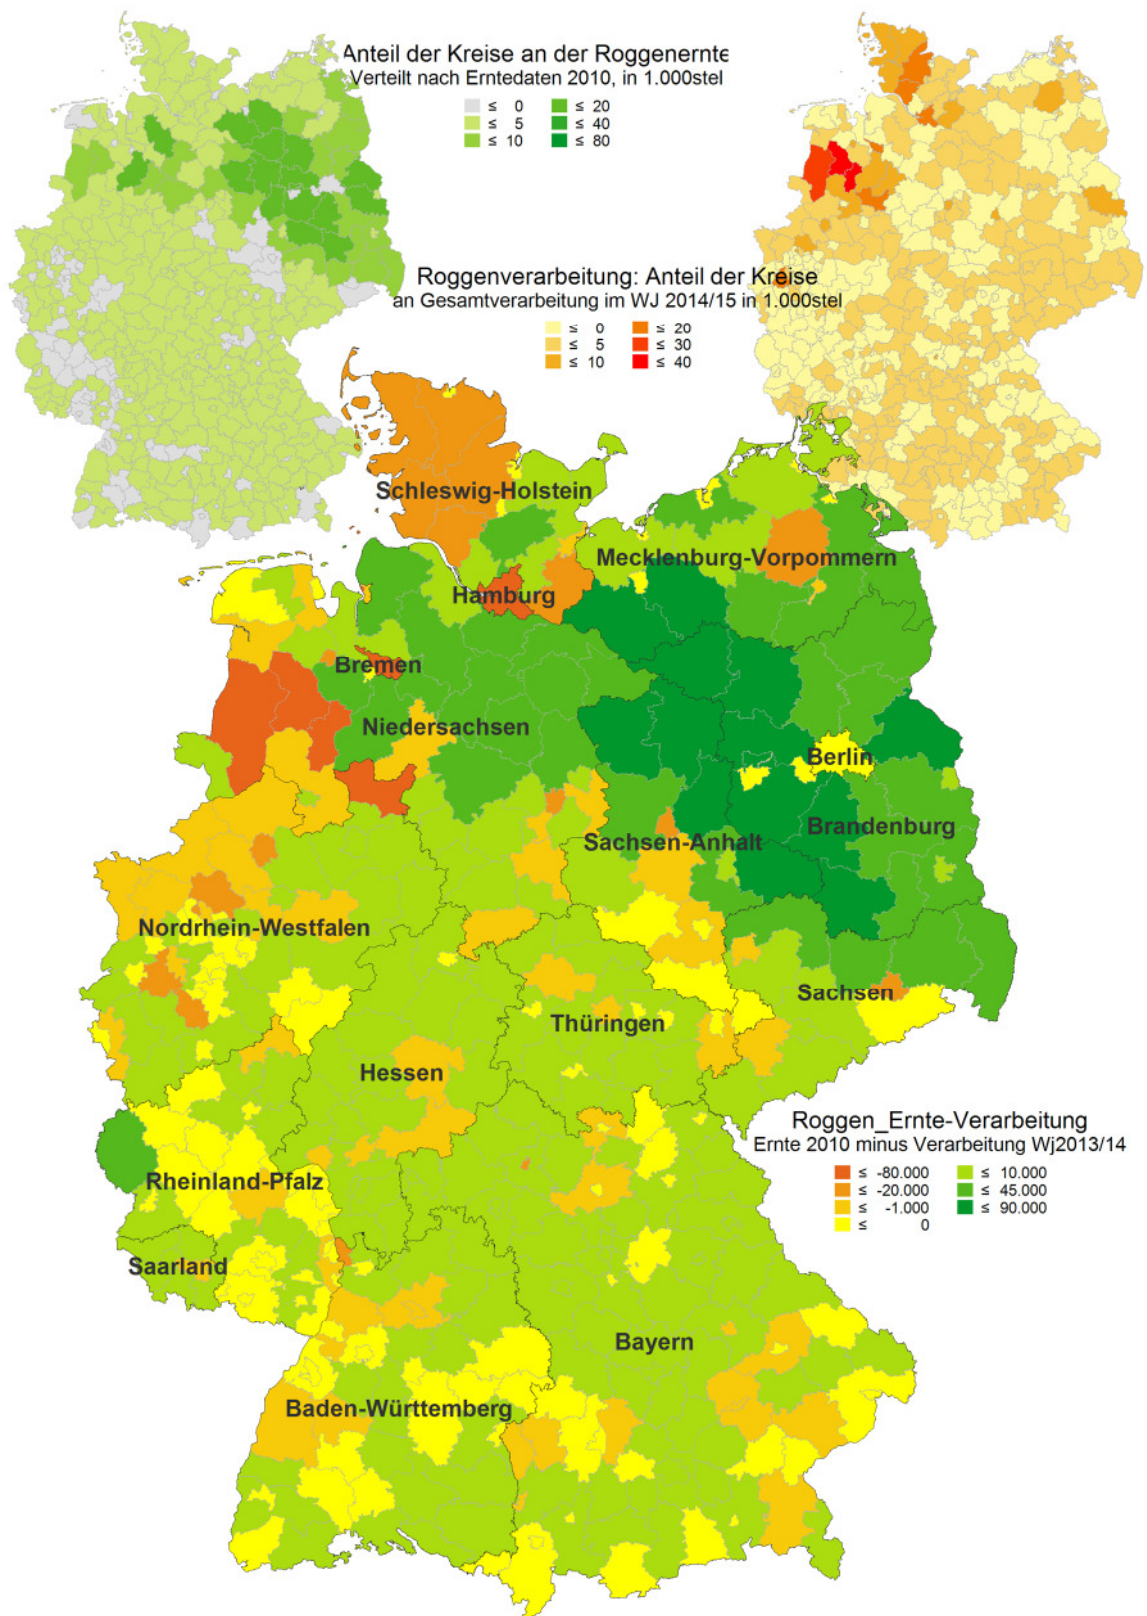 Anteil der Kreise an der Roggenernte
Verteilt nach Erntedaten 2010, in 1.000stel
≤ 0 ≤ 20
≤ 5 ≤ 40
≤ 10 ≤ 80
Roggenverarbeitung: Anteil der Kreise
an Gesamtverarbeitung im WJ 2014/15 in 1.000stel
≤ 0 ≤ 20
≤ 5 ≤ 30
≤ 10 ≤ 40
Schleswig-Holstein
Mecklenburg-Vorpommern
Hamburg
Bremen
Niedersachsen
Berlin
Brandenburg
Sachsen-Anhalt
Nordrhein-Westfalen
Sachsen
Thüringen
Hessen
Roggen_Ernte-Verarbeitung
Ernte 2010 minus Verarbeitung Wj2013/14
≤ -80.000 ≤ 10.000
≤ -20.000 ≤ 45.000
≤ -1.000 ≤ 90.000
≤ 0
Rheinland-Pfalz
Saarland
Bayern
Baden-Württemberg